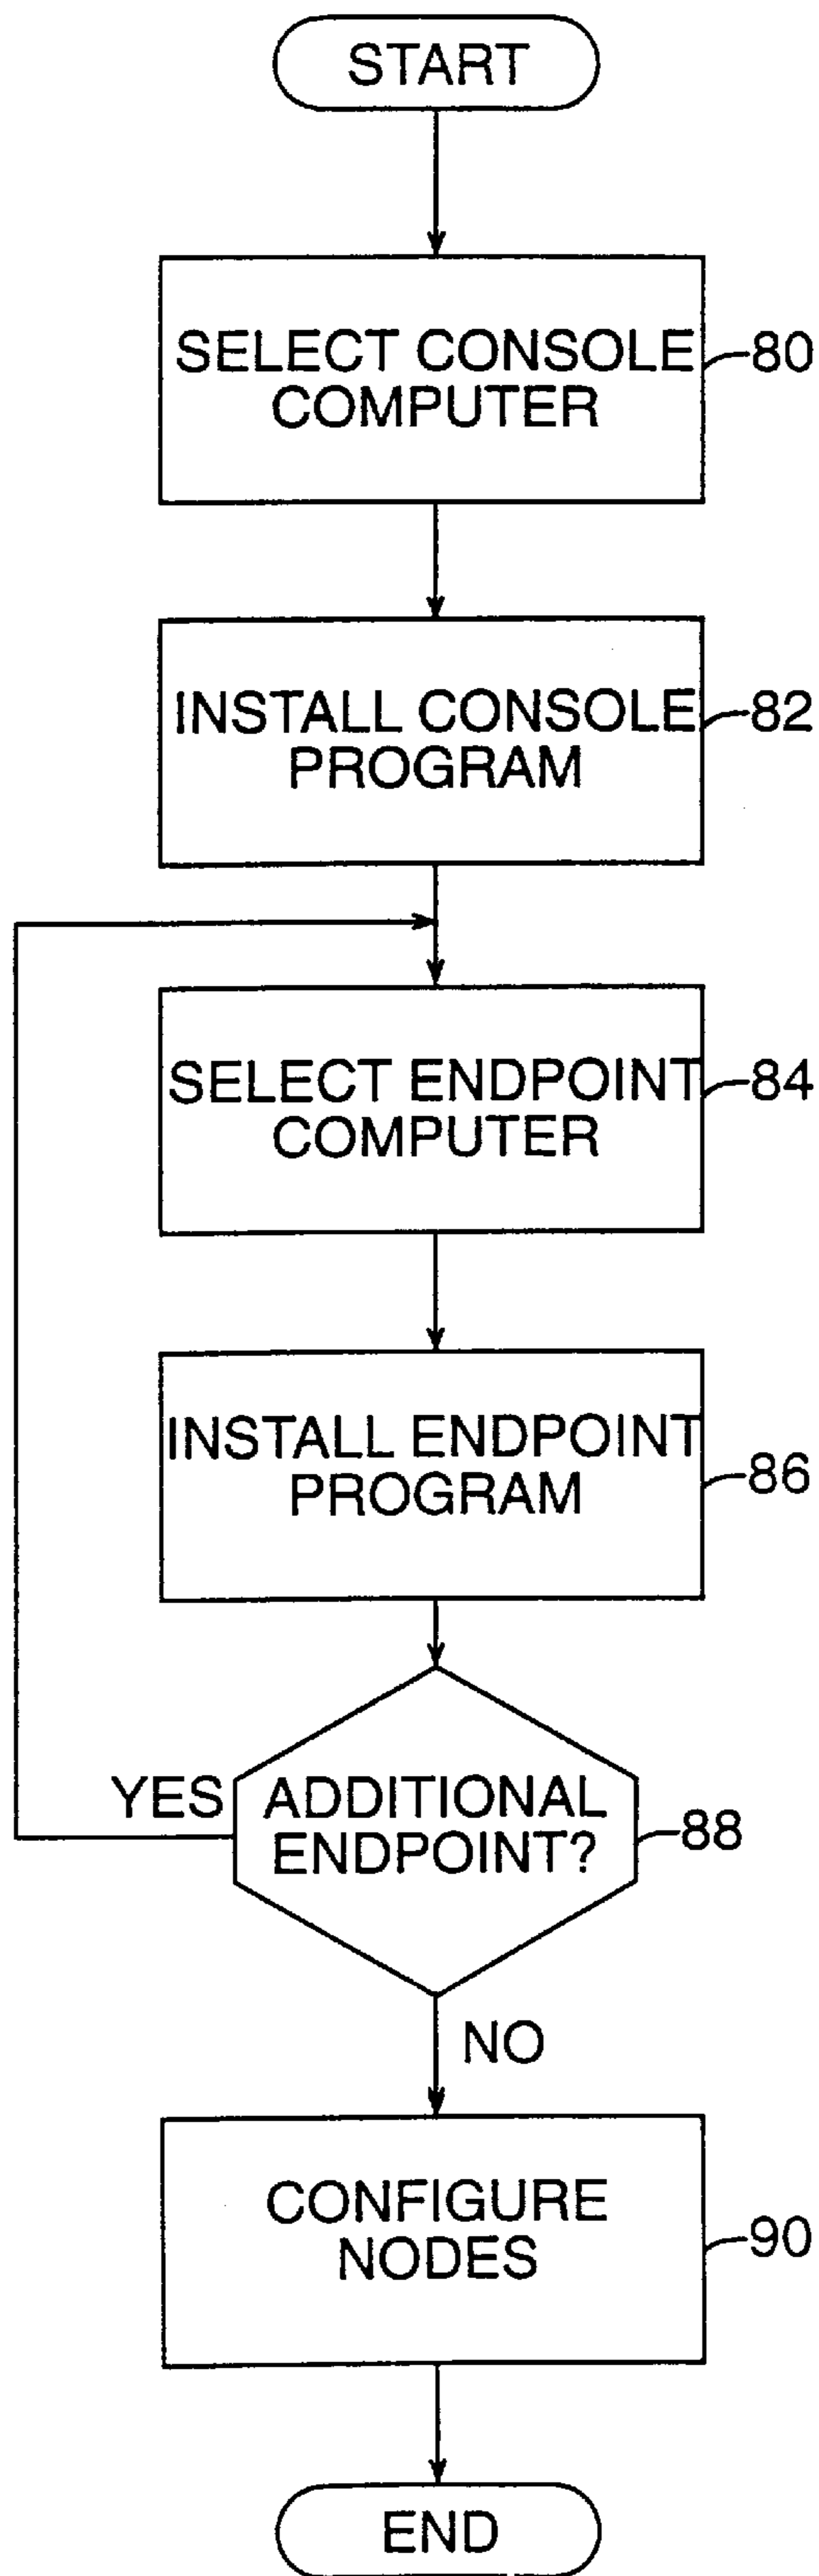 START
SELECT CONSOLE
COMPUTER
80
INSTALL CONSOLE
PROGRAM
82
SELECT ENDPOINT
COMPUTER
84
INSTALL ENDPOINT
PROGRAM
86
YES
ADDITIONAL
ENDPOINT?
88
NO
CONFIGURE
NODES
90
END